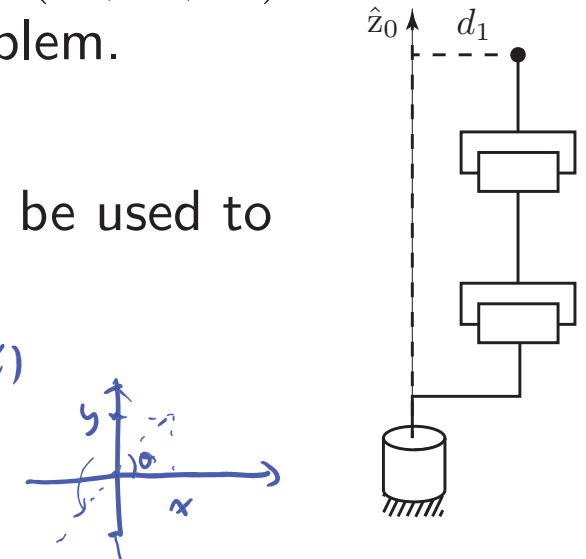 blem.
be used to
ẑ₀ d₁
y
θ
x